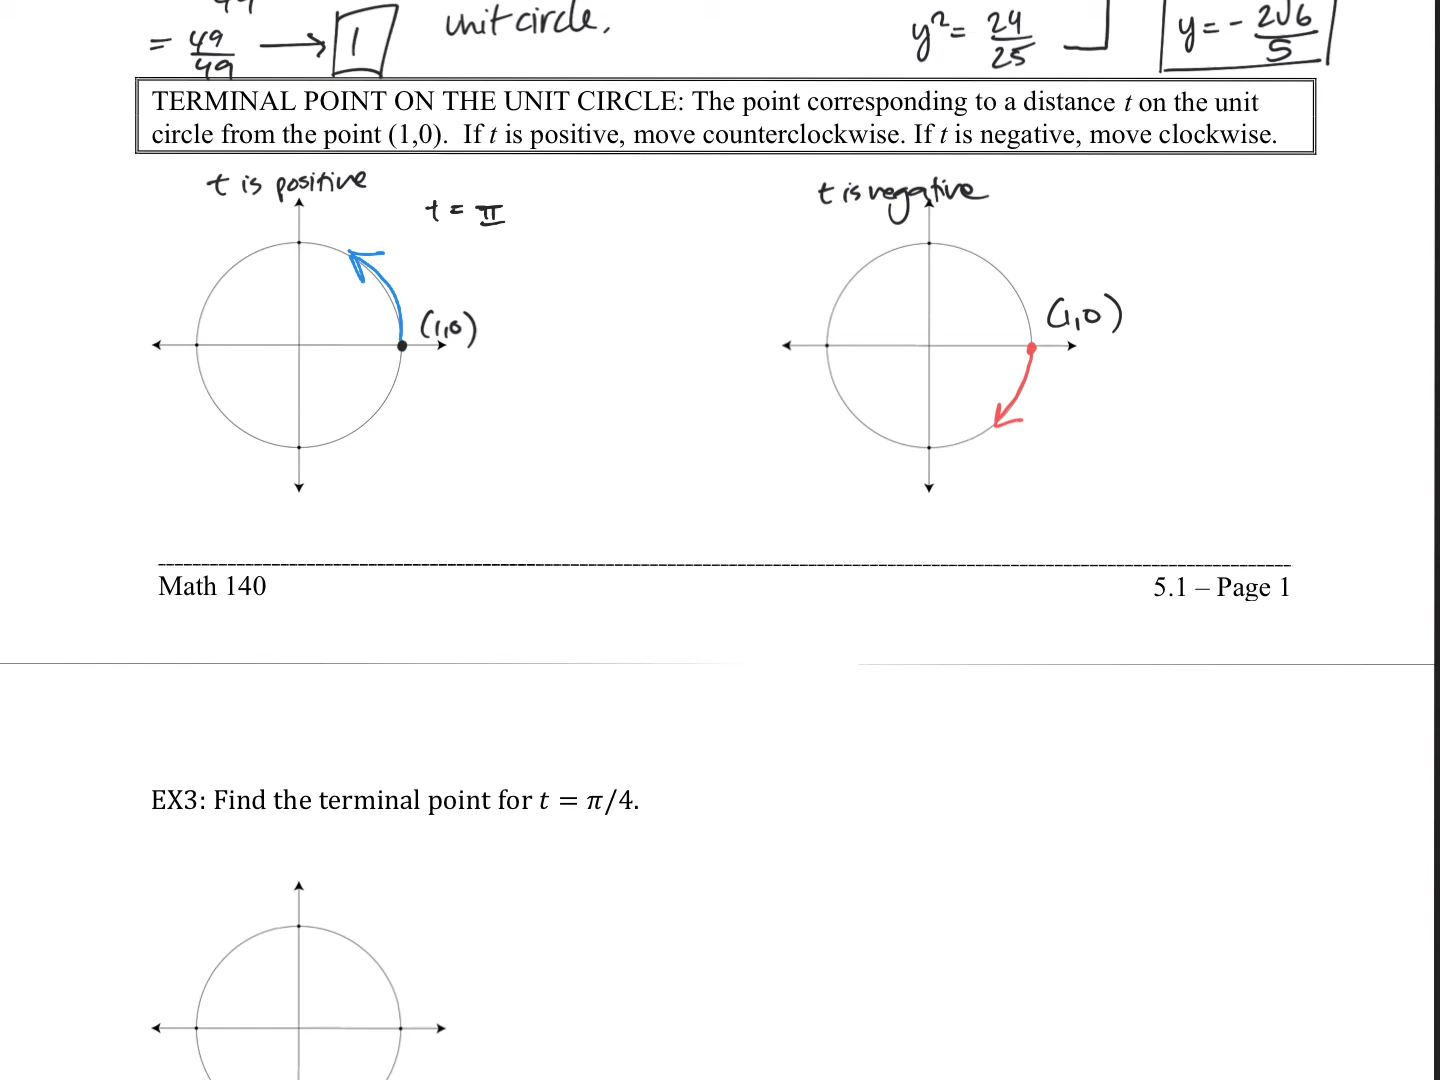 unit circle.
= 49/49 → 1
y² = 24/25
y = - 2√6/5
TERMINAL POINT ON THE UNIT CIRCLE: The point corresponding to a distance t on the unit
circle from the point (1,0). If t is positive, move counterclockwise. If t is negative, move clockwise.
t is positive
t = π
(1,0)
t is negative
(1,0)
Math 140
5.1 – Page 1
EX3: Find the terminal point for t = π/4.